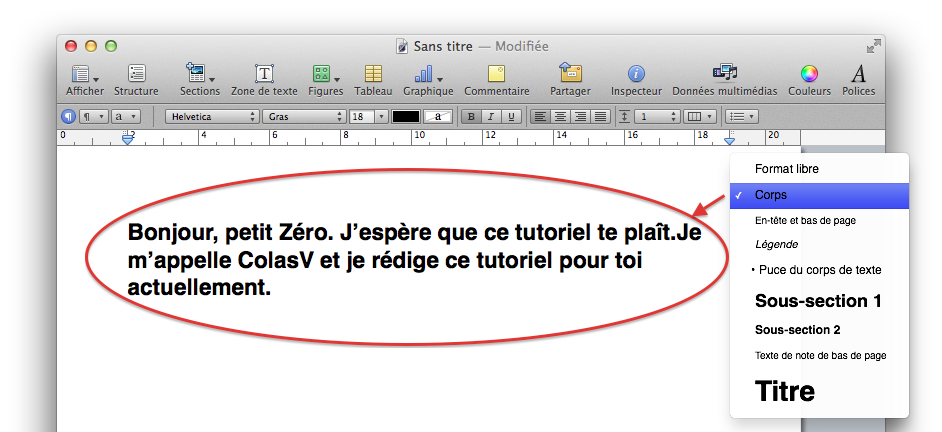 Sans titre — Modifiée
Afficher Structure Sections Zone de texte Figures Tableau Graphique Commentaire Partager Inspecteur Données multimédias Couleurs Polices
¶ ¶ a Helvetica Gras 18 a B I U 1
0 2 4 6 8 10 12 14 16 18 20
Bonjour, petit Zéro. J’espère que ce tutoriel te plaît.Je
m’appelle ColasV et je rédige ce tutoriel pour toi
actuellement.
Format libre
✓ Corps
En-tête et bas de page
Légende
• Puce du corps de texte
Sous-section 1
Sous-section 2
Texte de note de bas de page
Titre